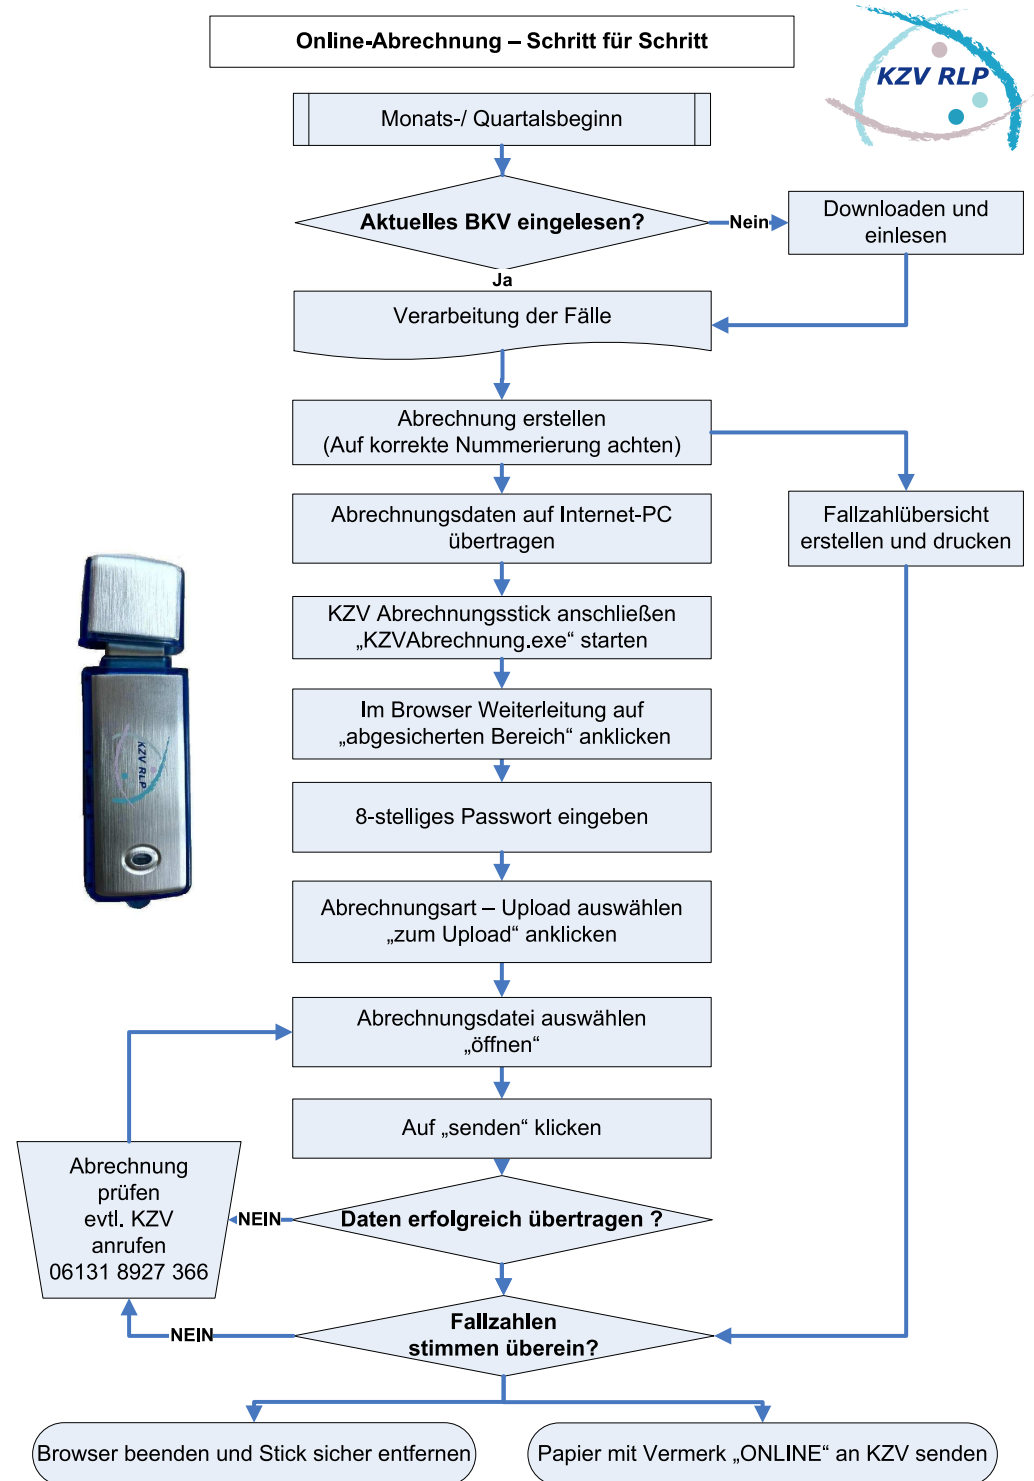 Online-Abrechnung – Schritt für Schritt
KZV RLP
Monats-/ Quartalsbeginn
Aktuelles BKV eingelesen?
Nein
Downloaden und
einlesen
Ja
Verarbeitung der Fälle
Abrechnung erstellen
(Auf korrekte Nummerierung achten)
Abrechnungsdaten auf Internet-PC
übertragen
Fallzahlübersicht
erstellen und drucken
KZV Abrechnungsstick anschließen
„KZVAbrechnung.exe“ starten
Im Browser Weiterleitung auf
„abgesicherten Bereich“ anklicken
KZV RLP
8-stelliges Passwort eingeben
Abrechnungsart – Upload auswählen
„zum Upload“ anklicken
Abrechnungsdatei auswählen
„öffnen“
Auf „senden“ klicken
Abrechnung
prüfen
evtl. KZV
anrufen
06131 8927 366
NEIN
Daten erfolgreich übertragen ?
NEIN
Fallzahlen
stimmen überein?
Browser beenden und Stick sicher entfernen
Papier mit Vermerk „ONLINE“ an KZV senden